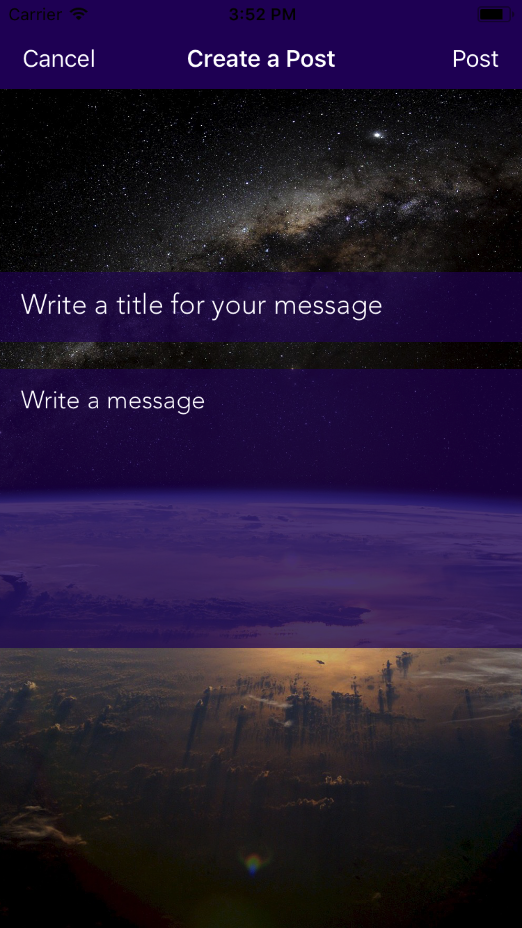 Carrier 3:52 PM
Cancel Create a Post Post
Write a title for your message
Write a message